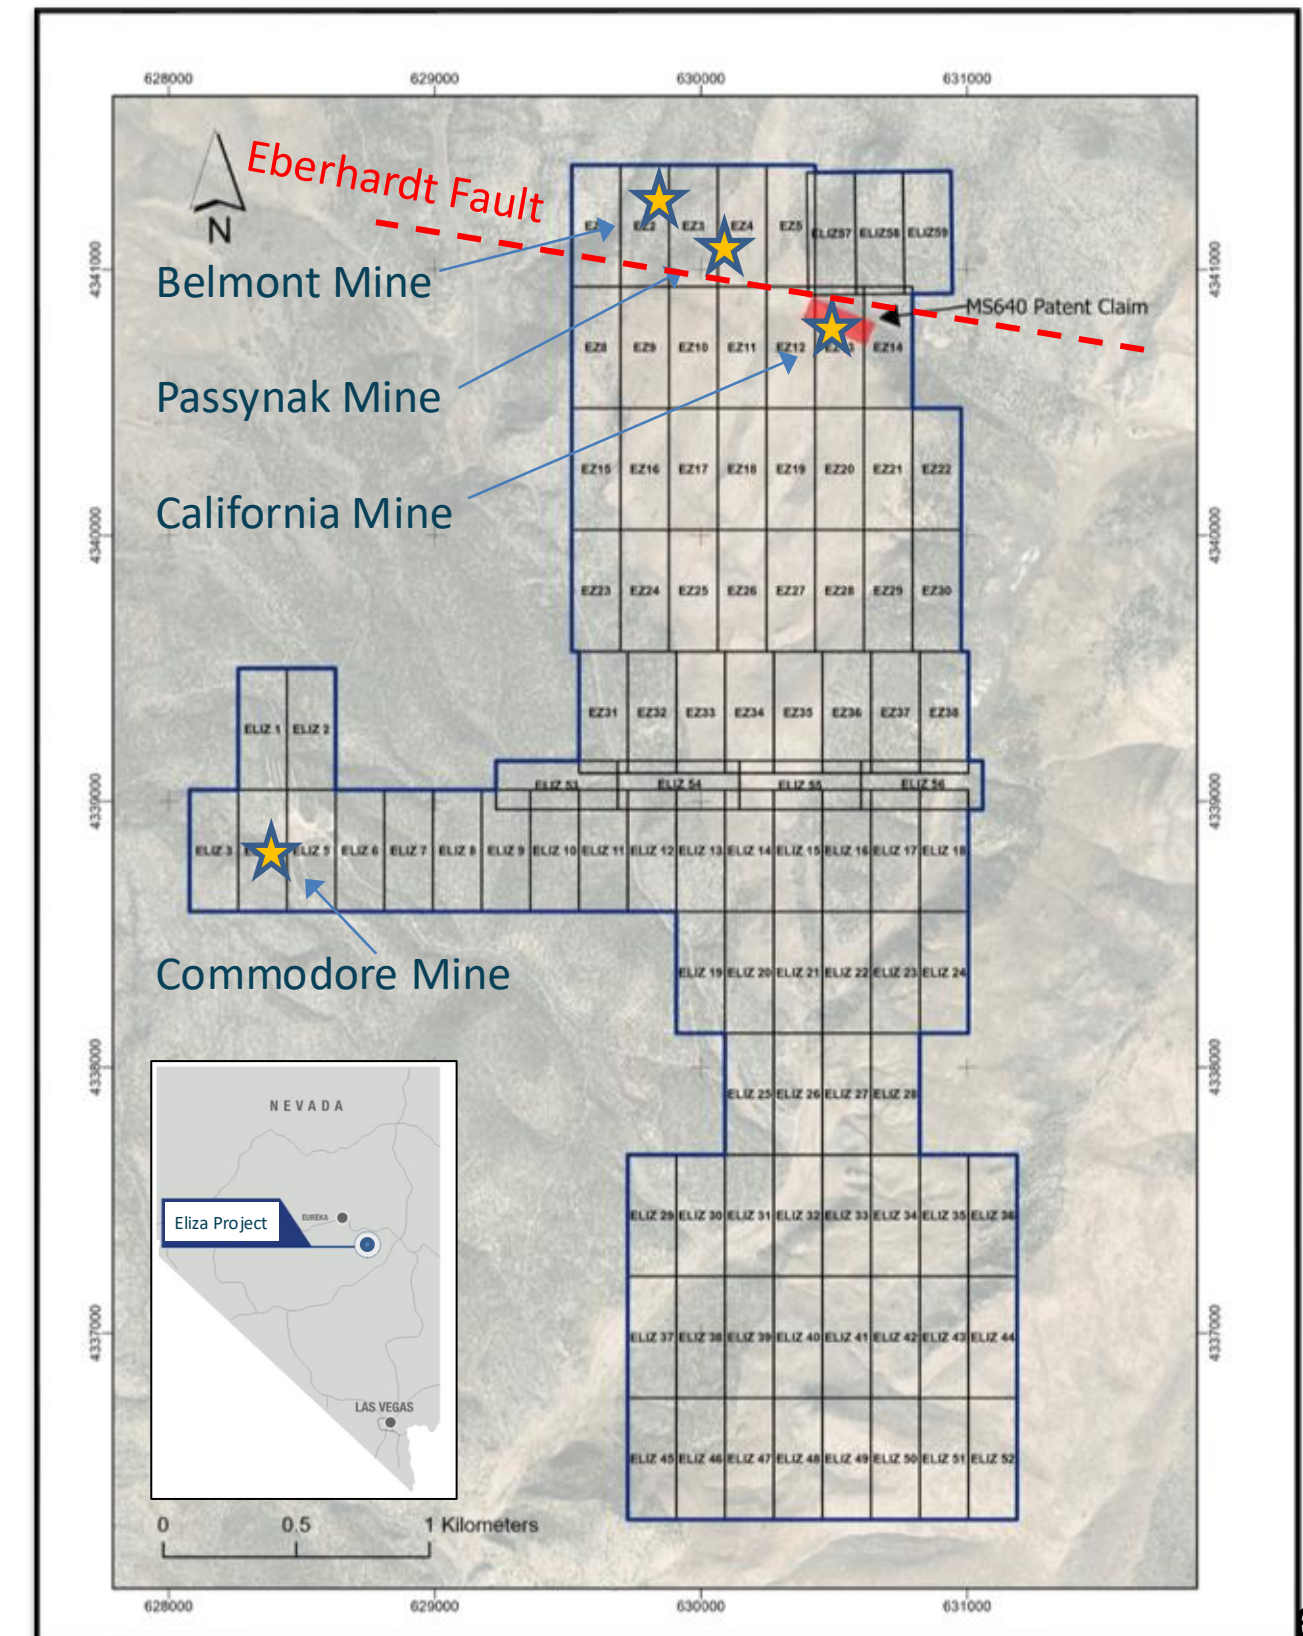 628000 629000 630000 631000
Eberhardt Fault
N
EZ2 EZ3 EZ4 EZ5 ELIZ57 ELIZ58 ELIZ59
4341000 4341000
Belmont Mine
MS640 Patent Claim
EZ8 EZ9 EZ10 EZ11 EZ12 EZ14
Passynak Mine
EZ15 EZ16 EZ17 EZ18 EZ19 EZ20 EZ21 EZ22
California Mine
4340000 4340000
EZ23 EZ24 EZ25 EZ26 EZ27 EZ28 EZ29 EZ30
EZ31 EZ32 EZ33 EZ34 EZ35 EZ36 EZ37 EZ38
ELIZ 1 ELIZ 2
ELIZ 53 ELIZ 54 ELIZ 55 ELIZ 56
4339000 4339000
ELIZ 3 ELIZ 5 ELIZ 6 ELIZ 7 ELIZ 8 ELIZ 9 ELIZ 10 ELIZ 11 ELIZ 12 ELIZ 13 ELIZ 14 ELIZ 15 ELIZ 16 ELIZ 17 ELIZ 18
Commodore Mine
ELIZ 19 ELIZ 20 ELIZ 21 ELIZ 22 ELIZ 23 ELIZ 24
4338000 4338000
ELIZ 25 ELIZ 26 ELIZ 27 ELIZ 28
NEVADA
ELIZ 29 ELIZ 30 ELIZ 31 ELIZ 32 ELIZ 33 ELIZ 34 ELIZ 35 ELIZ 36
Eliza Project
EUREKA
4337000 4337000
ELIZ 37 ELIZ 38 ELIZ 39 ELIZ 40 ELIZ 41 ELIZ 42 ELIZ 43 ELIZ 44
LAS VEGAS
ELIZ 45 ELIZ 46 ELIZ 47 ELIZ 48 ELIZ 49 ELIZ 50 ELIZ 51 ELIZ 52
0 0.5 1 Kilometers
628000 629000 630000 631000